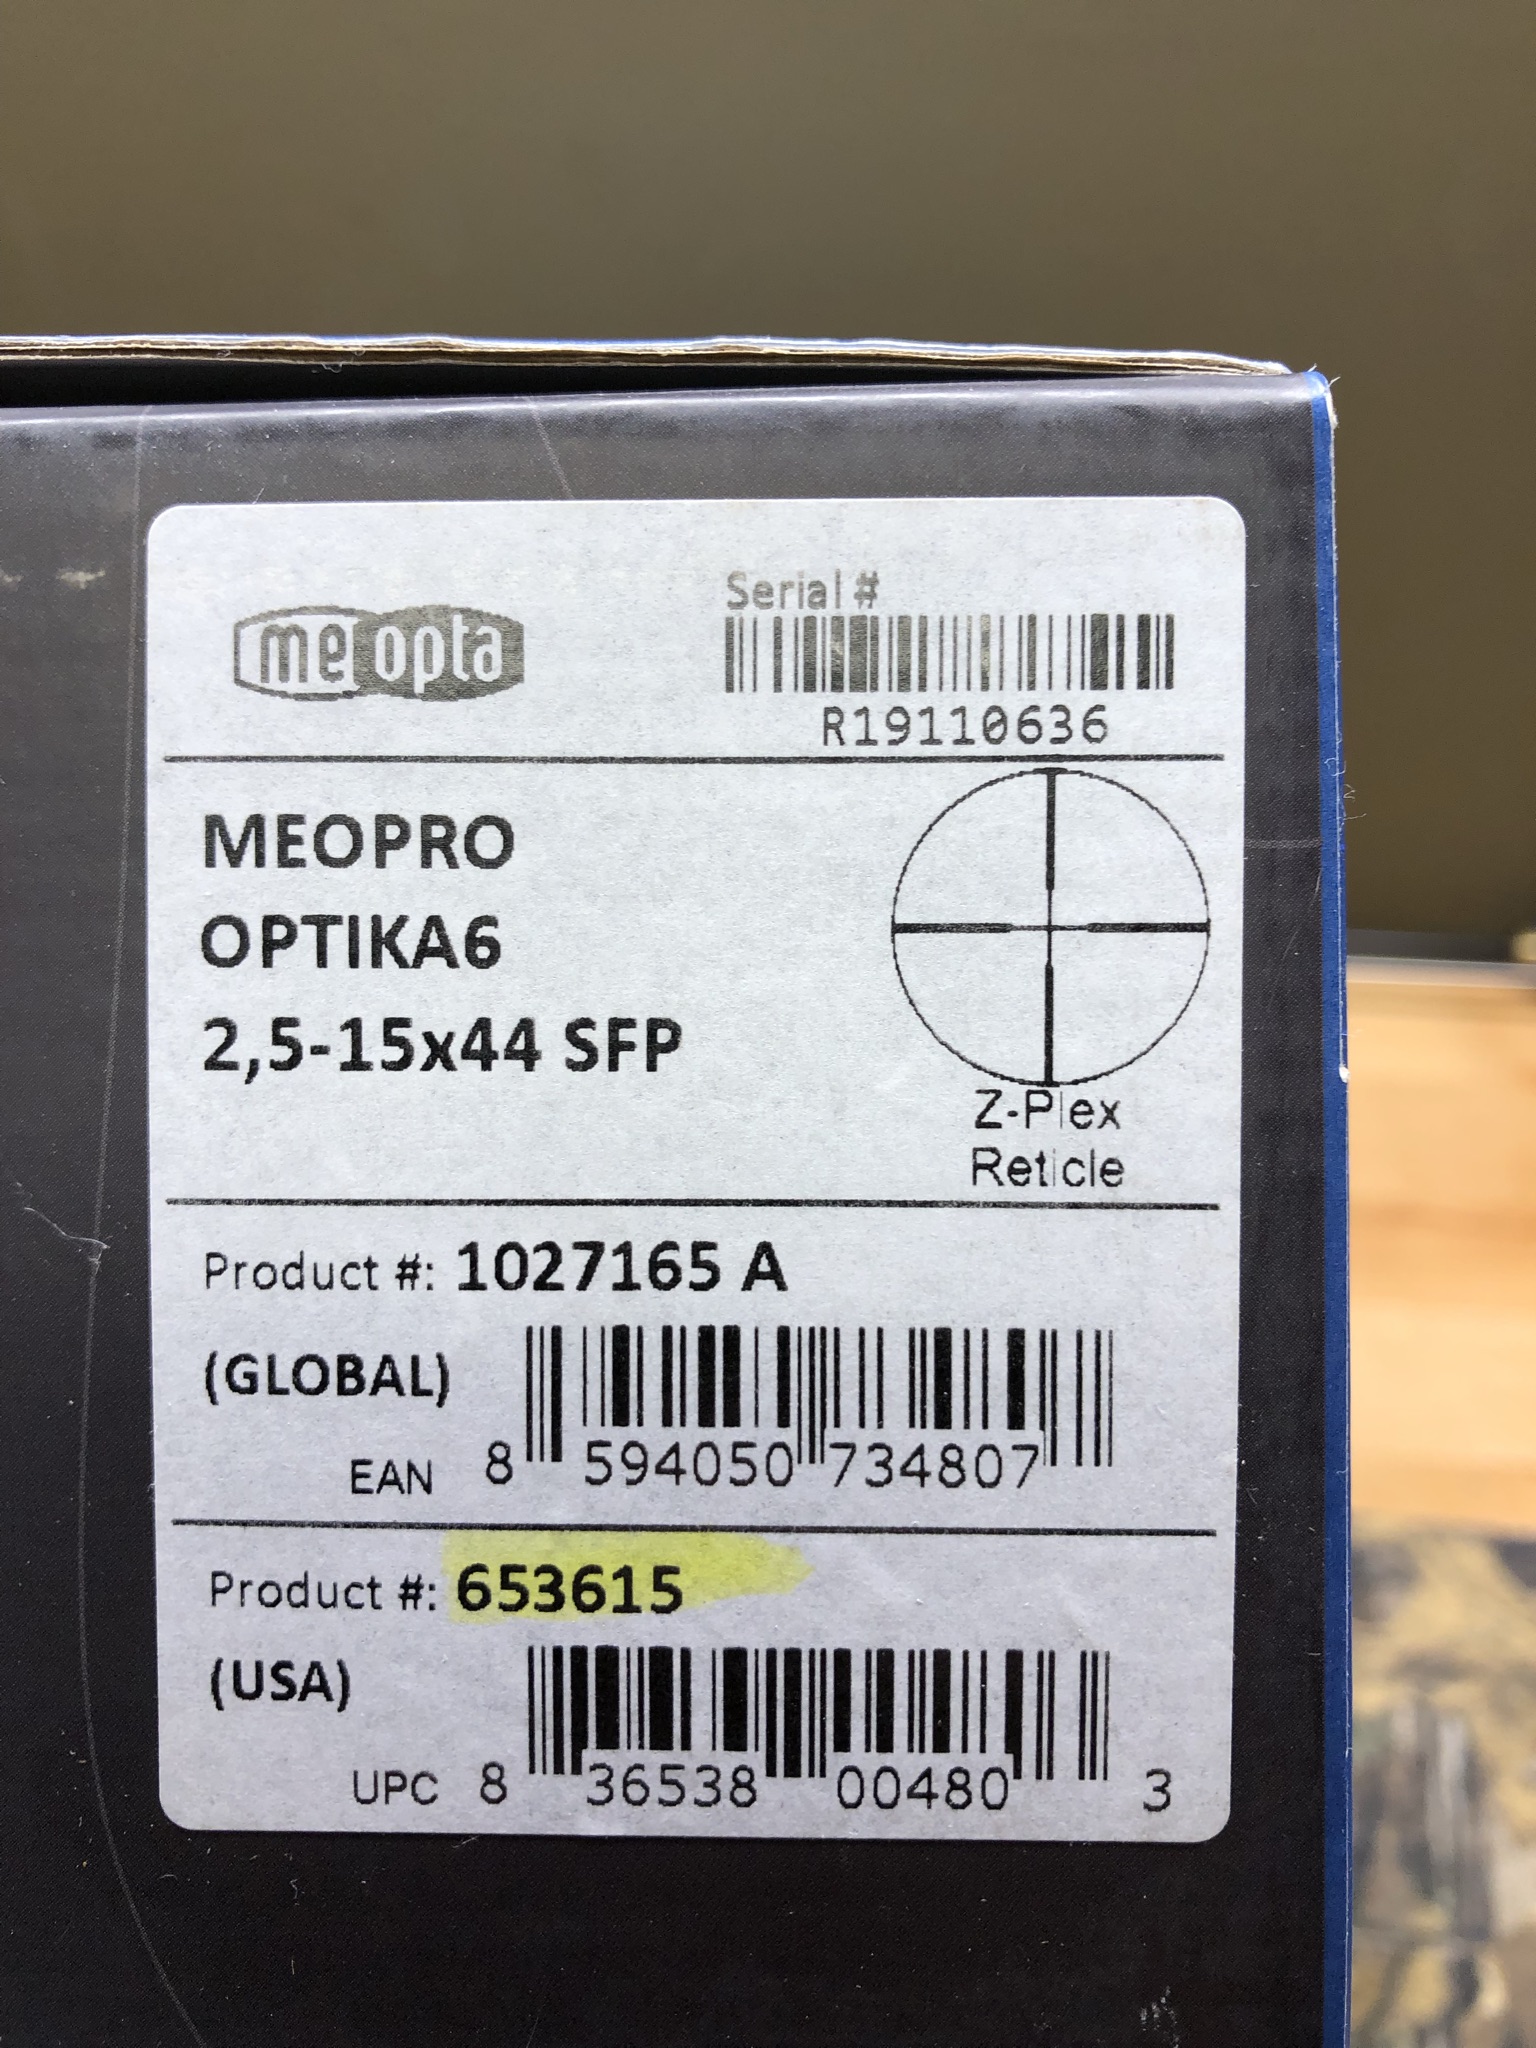 meopta
Serial #
R19110636
MEOPRO
OPTIKA6
2,5-15x44 SFP
Z-Plex
Reticle
Product #: 1027165 A
(GLOBAL)
EAN 8 594050 734807
Product #: 653615
(USA)
UPC 8 36538 00480 3